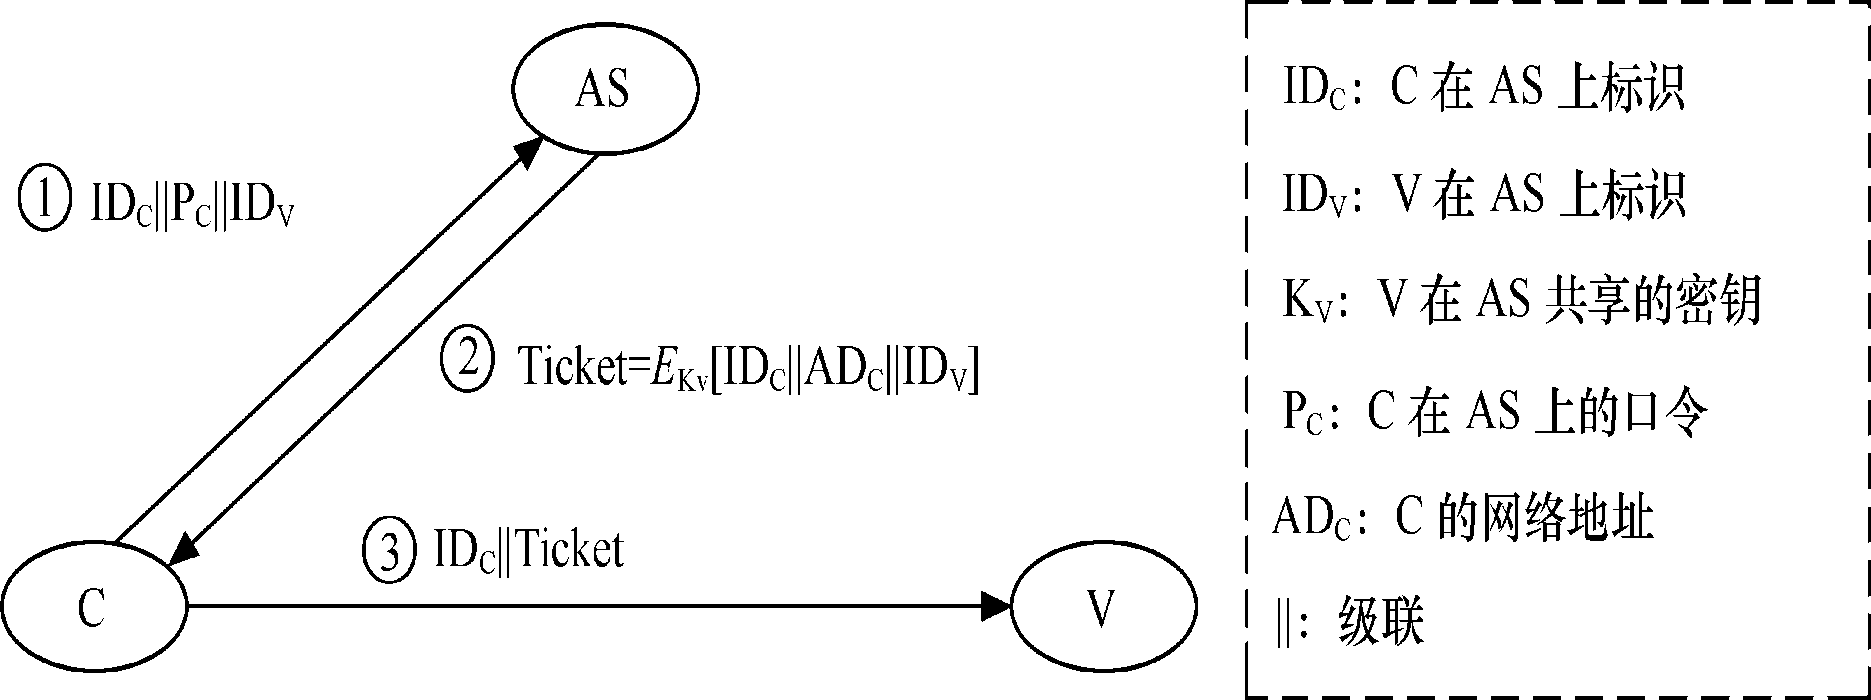 AS
① IDC||PC||IDV
② Ticket=EKv[IDC||ADC||IDV]
③ IDC||Ticket
C
V
IDC: C 在 AS 上标识
IDV: V 在 AS 上标识
KV: V 在 AS 共享的密钥
PC: C 在 AS 上的口令
ADC: C 的网络地址
||: 级联